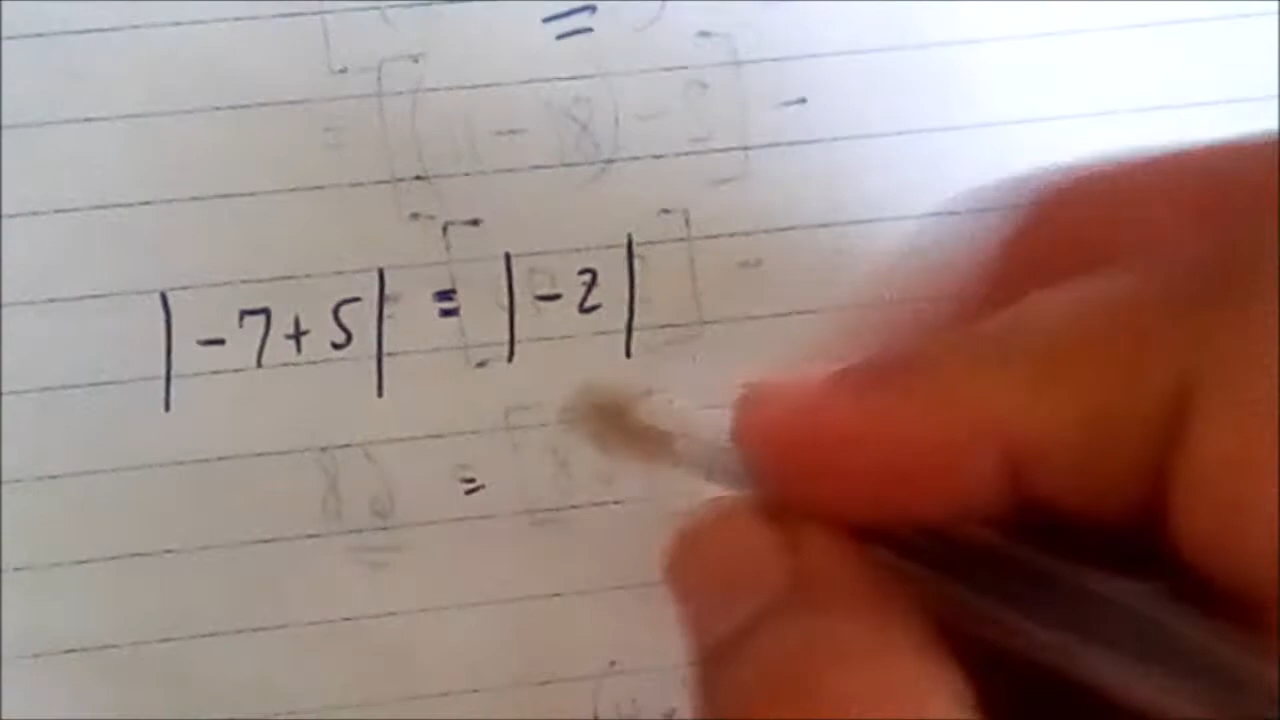 |-7+5| = |-2|
=